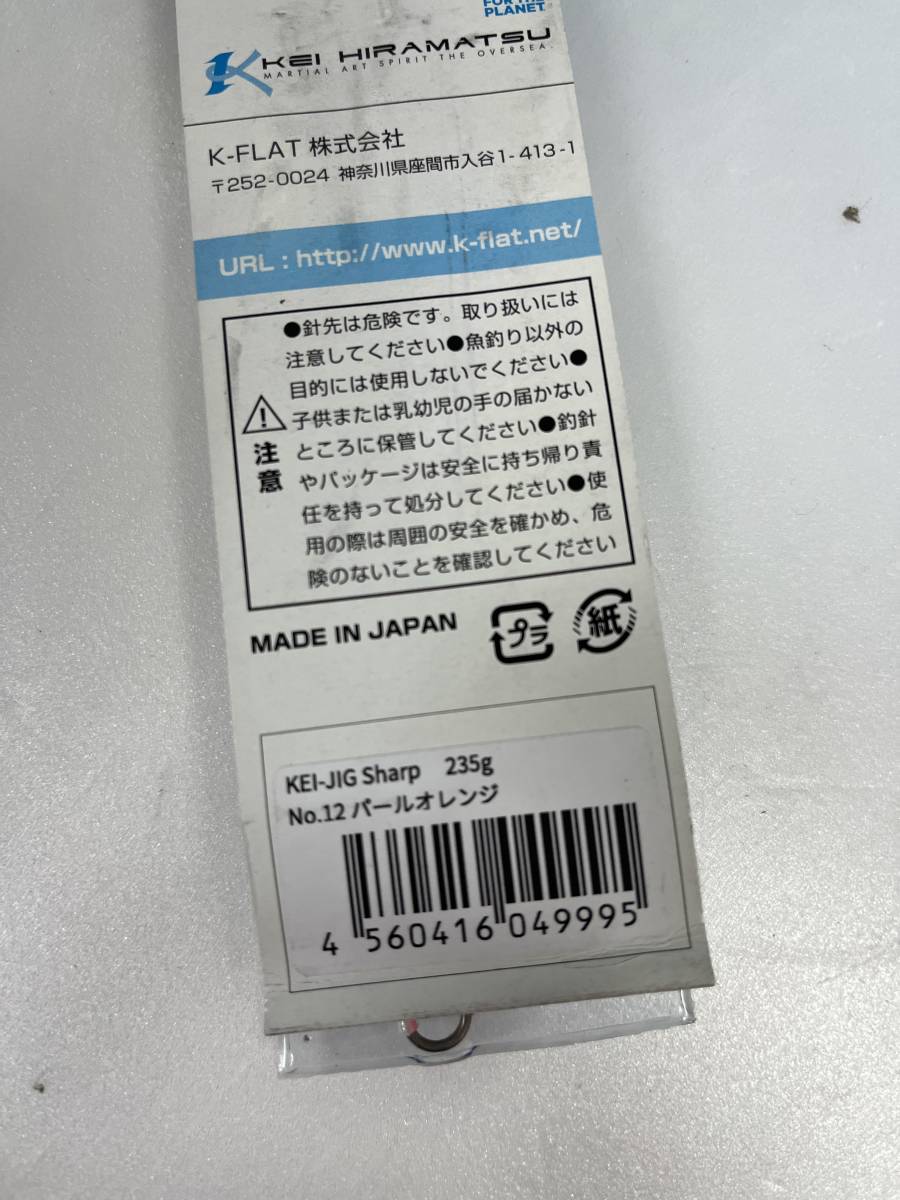 FOR THE
PLANET
KEI HIRAMATSU
MARTIAL ART SPIRIT THE OVERSEA.
K-FLAT 株式会社
〒252-0024 神奈川県座間市入谷1-413-1
URL : http://www.k-flat.net/
●針先は危険です。取り扱いには
注意してください●魚釣り以外の
目的には使用しないでください●
子供または乳幼児の手の届かない
ところに保管してください●釣針
やパッケージは安全に持ち帰り責
任を持って処分してください●使
用の際は周囲の安全を確かめ、危
険のないことを確認してください
注意
MADE IN JAPAN
プラ
紙
KEI-JIG Sharp 235g
No.12 パールオレンジ
4 560416 049995